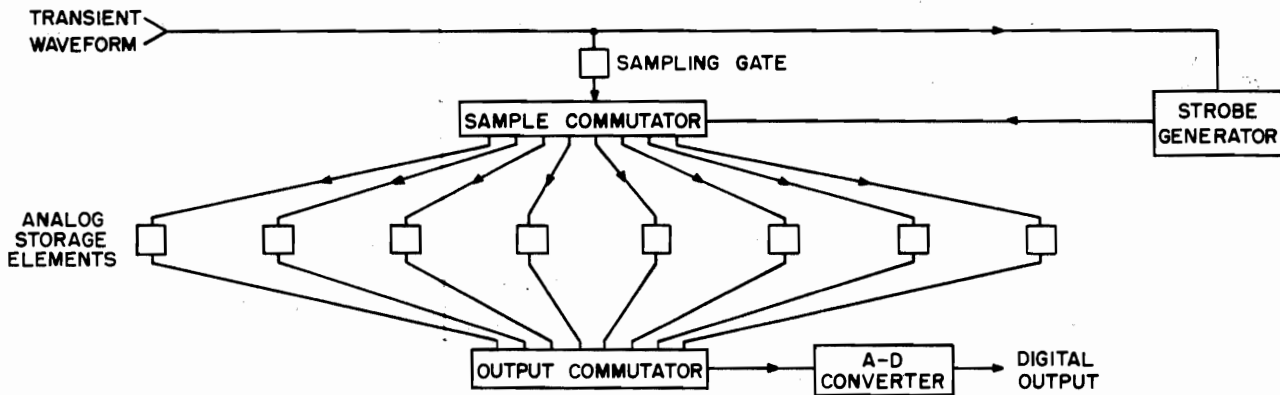 TRANSIENT
WAVEFORM
SAMPLING GATE
SAMPLE COMMUTATOR
STROBE
GENERATOR
ANALOG
STORAGE
ELEMENTS
OUTPUT COMMUTATOR
A-D
CONVERTER
DIGITAL
OUTPUT